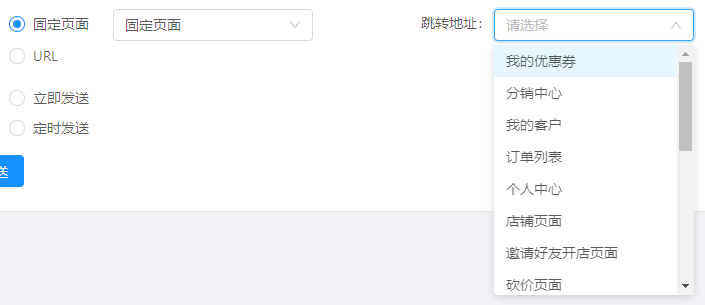 固定页面
固定页面
跳转地址：
请选择
URL
我的优惠券
分销中心
立即发送
我的客户
定时发送
订单列表
送
个人中心
店铺页面
邀请好友开店页面
砍价页面